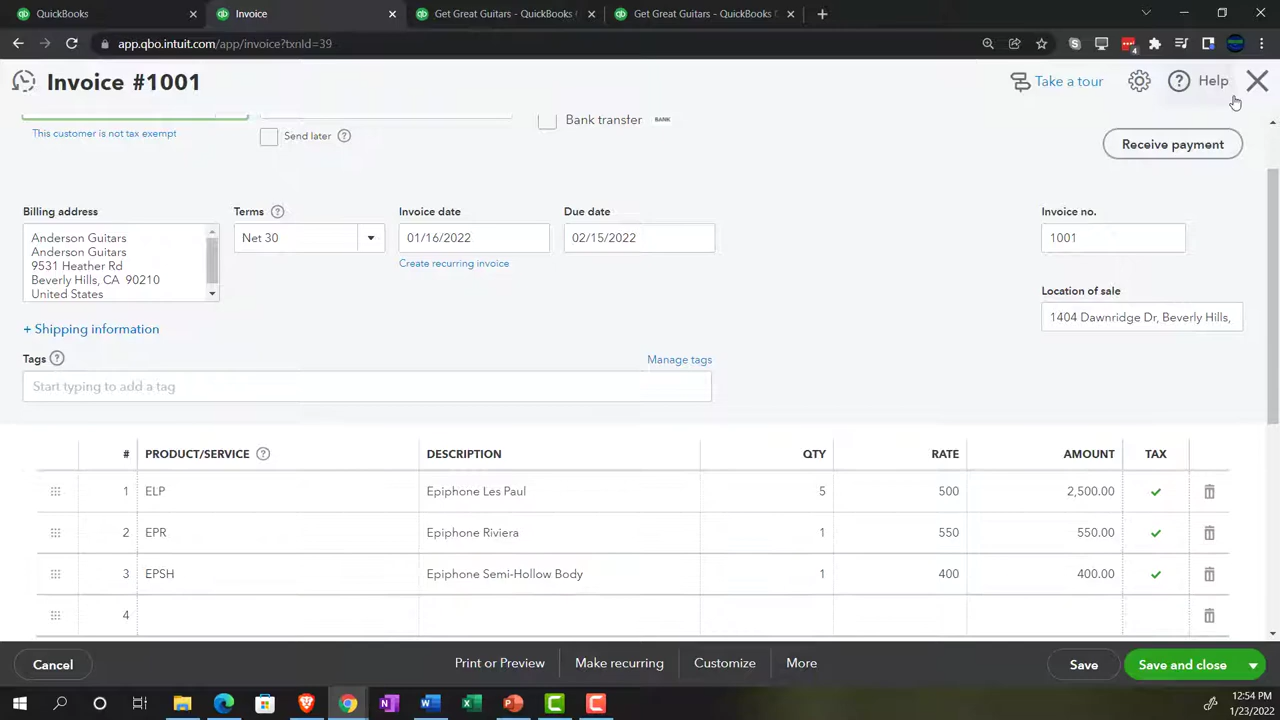 QuickBooks
Invoice
Get Great Guitars - QuickBooks
Get Great Guitars - QuickBooks
app.qbo.intuit.com/app/invoice?txnId=39
4
Invoice #1001
Take a tour
Help
This customer is not tax exempt
Send later
Bank transfer
BANK
Receive payment
Billing address
Terms
Invoice date
Due date
Invoice no.
Anderson Guitars
Anderson Guitars
9531 Heather Rd
Beverly Hills, CA 90210
United States
Net 30
01/16/2022
02/15/2022
1001
Create recurring invoice
Location of sale
1404 Dawnridge Dr, Beverly Hills,
+ Shipping information
Tags
Manage tags
Start typing to add a tag
# PRODUCT/SERVICE DESCRIPTION QTY RATE AMOUNT TAX
1 ELP Epiphone Les Paul 5 500 2,500.00
2 EPR Epiphone Riviera 1 550 550.00
3 EPSH Epiphone Semi-Hollow Body 1 400 400.00
4
Cancel
Print or Preview
Make recurring
Customize
More
Save
Save and close
12:54 PM
1/23/2022